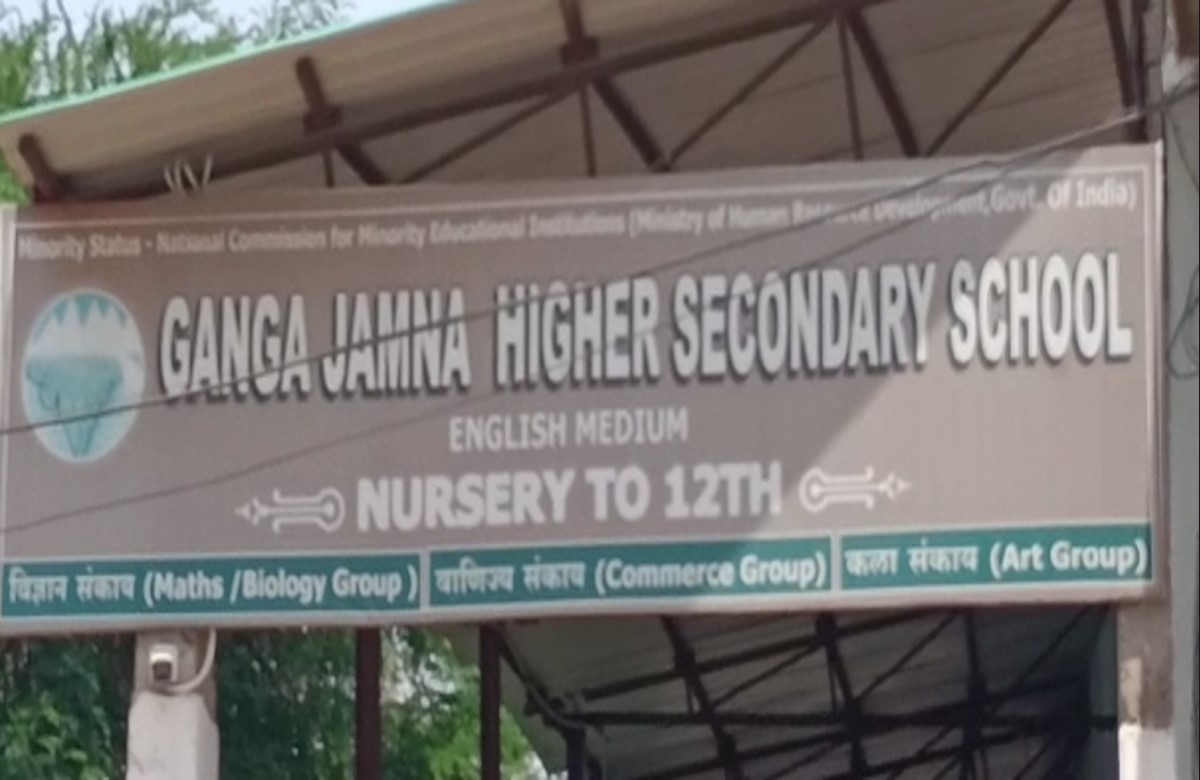 Minority Status - National Commission for Minority Educational Institutions (Ministry of Human Resource Development,Govt. Of India)
GANGA JAMNA HIGHER SECONDARY SCHOOL
ENGLISH MEDIUM
NURSERY TO 12TH
विज्ञान संकाय (Maths /Biology Group) वाणिज्य संकाय (Commerce Group) कला संकाय (Art Group)